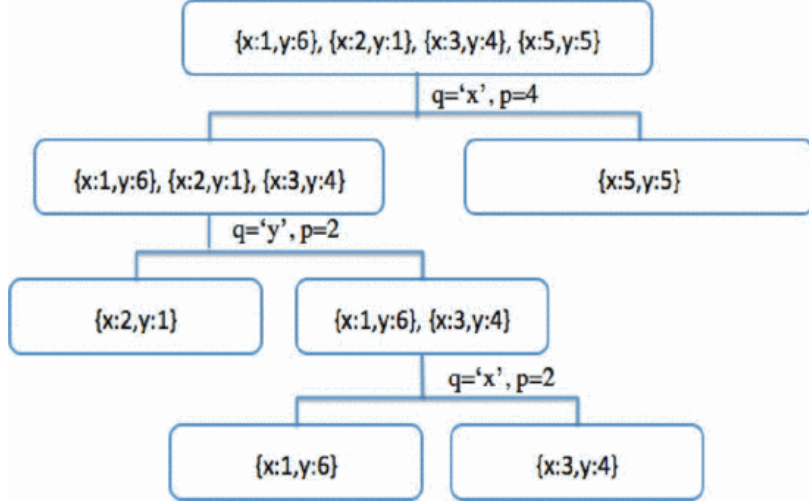 {x:1,y:6}, {x:2,y:1}, {x:3,y:4}, {x:5,y:5}
q=‘x’, p=4
{x:1,y:6}, {x:2,y:1}, {x:3,y:4}
{x:5,y:5}
q=‘y’, p=2
{x:2,y:1}
{x:1,y:6}, {x:3,y:4}
q=‘x’, p=2
{x:1,y:6}
{x:3,y:4}